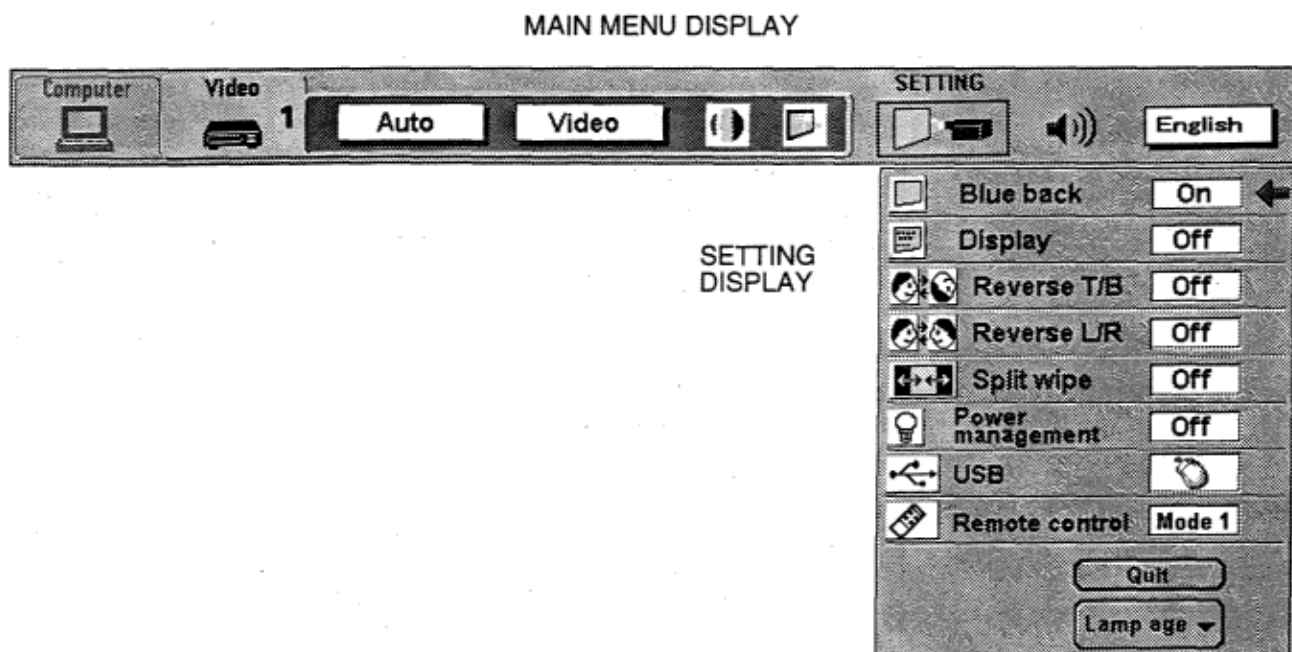 MAIN MENU DISPLAY
Computer
Video
1
Auto
Video
SETTING
English
Blue back On
SETTING
DISPLAY
Display Off
Reverse T/B Off
Reverse L/R Off
Split wipe Off
Power
management Off
USB
Remote control Mode 1
Quit
Lamp age